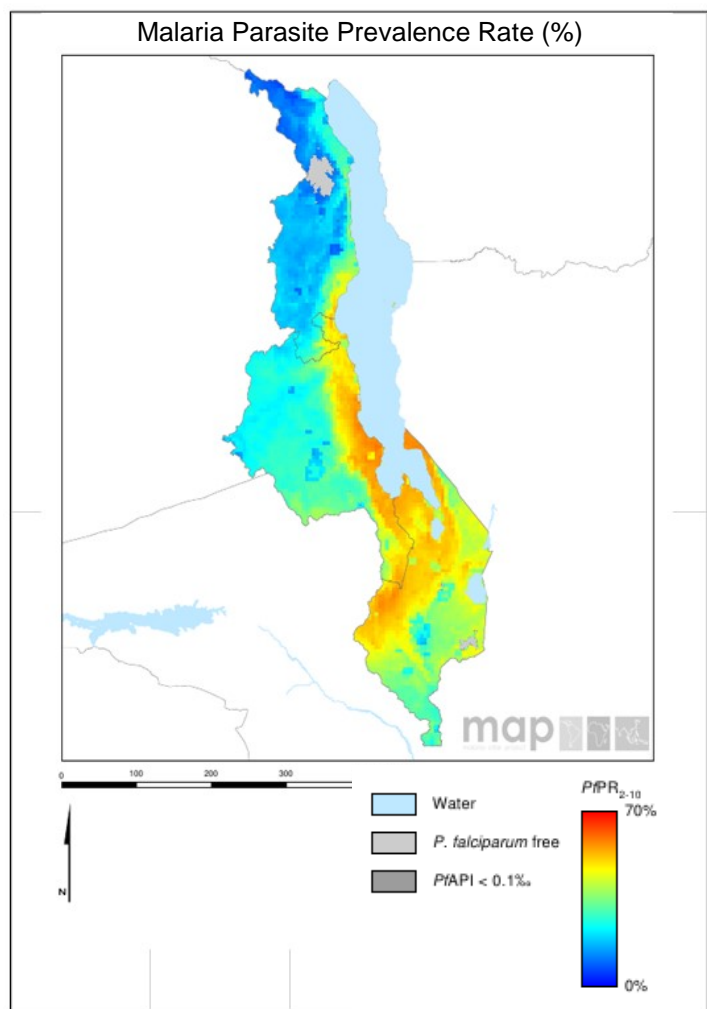 Malaria Parasite Prevalence Rate (%)
map
0 100 200 300
N
Water
P. falciparum free
PfAPI < 0.1‰
PfPR2-10
70%
0%